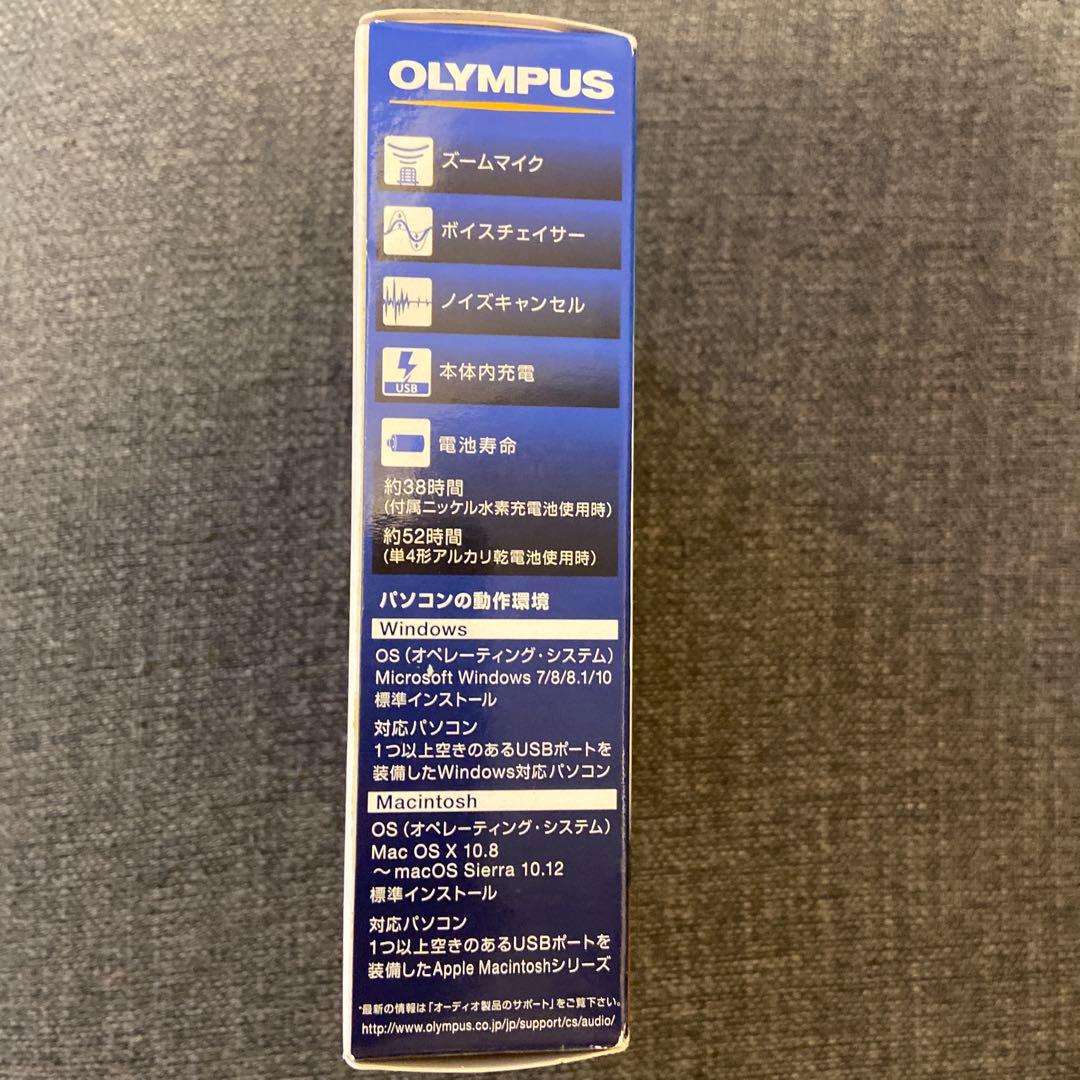 OLYMPUS
ズームマイク
ボイスチェイサー
ノイズキャンセル
USB
本体内充電
電池寿命
約38時間
(付属ニッケル水素充電池使用時)
約52時間
(単4形アルカリ乾電池使用時)
パソコンの動作環境
Windows
OS(オペレーティング・システム)
Microsoft Windows 7/8/8.1/10
標準インストール
対応パソコン
1つ以上空きのあるUSBポートを
装備したWindows対応パソコン
Macintosh
OS(オペレーティング・システム)
Mac OS X 10.8
～macOS Sierra 10.12
標準インストール
対応パソコン
1つ以上空きのあるUSBポートを
装備したApple Macintoshシリーズ
*最新の情報は「オーディオ製品のサポート」をご覧下さい。
http://www.olympus.co.jp/jp/support/cs/audio/